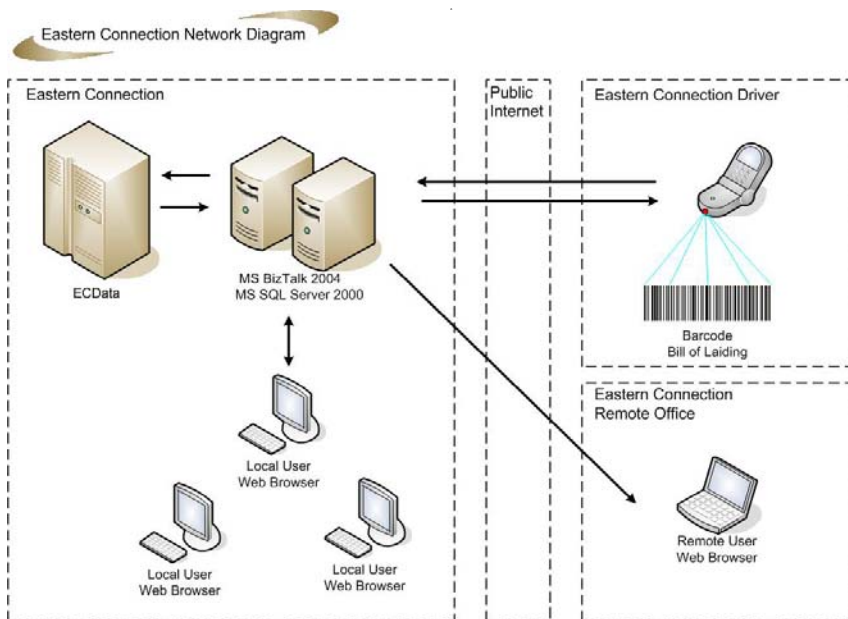 Eastern Connection Network Diagram
Eastern Connection
Public
Internet
Eastern Connection Driver
ECData
MS BizTalk 2004
MS SQL Server 2000
Barcode
Bill of Laiding
Eastern Connection
Remote Office
Local User
Web Browser
Local User
Web Browser
Local User
Web Browser
Remote User
Web Browser